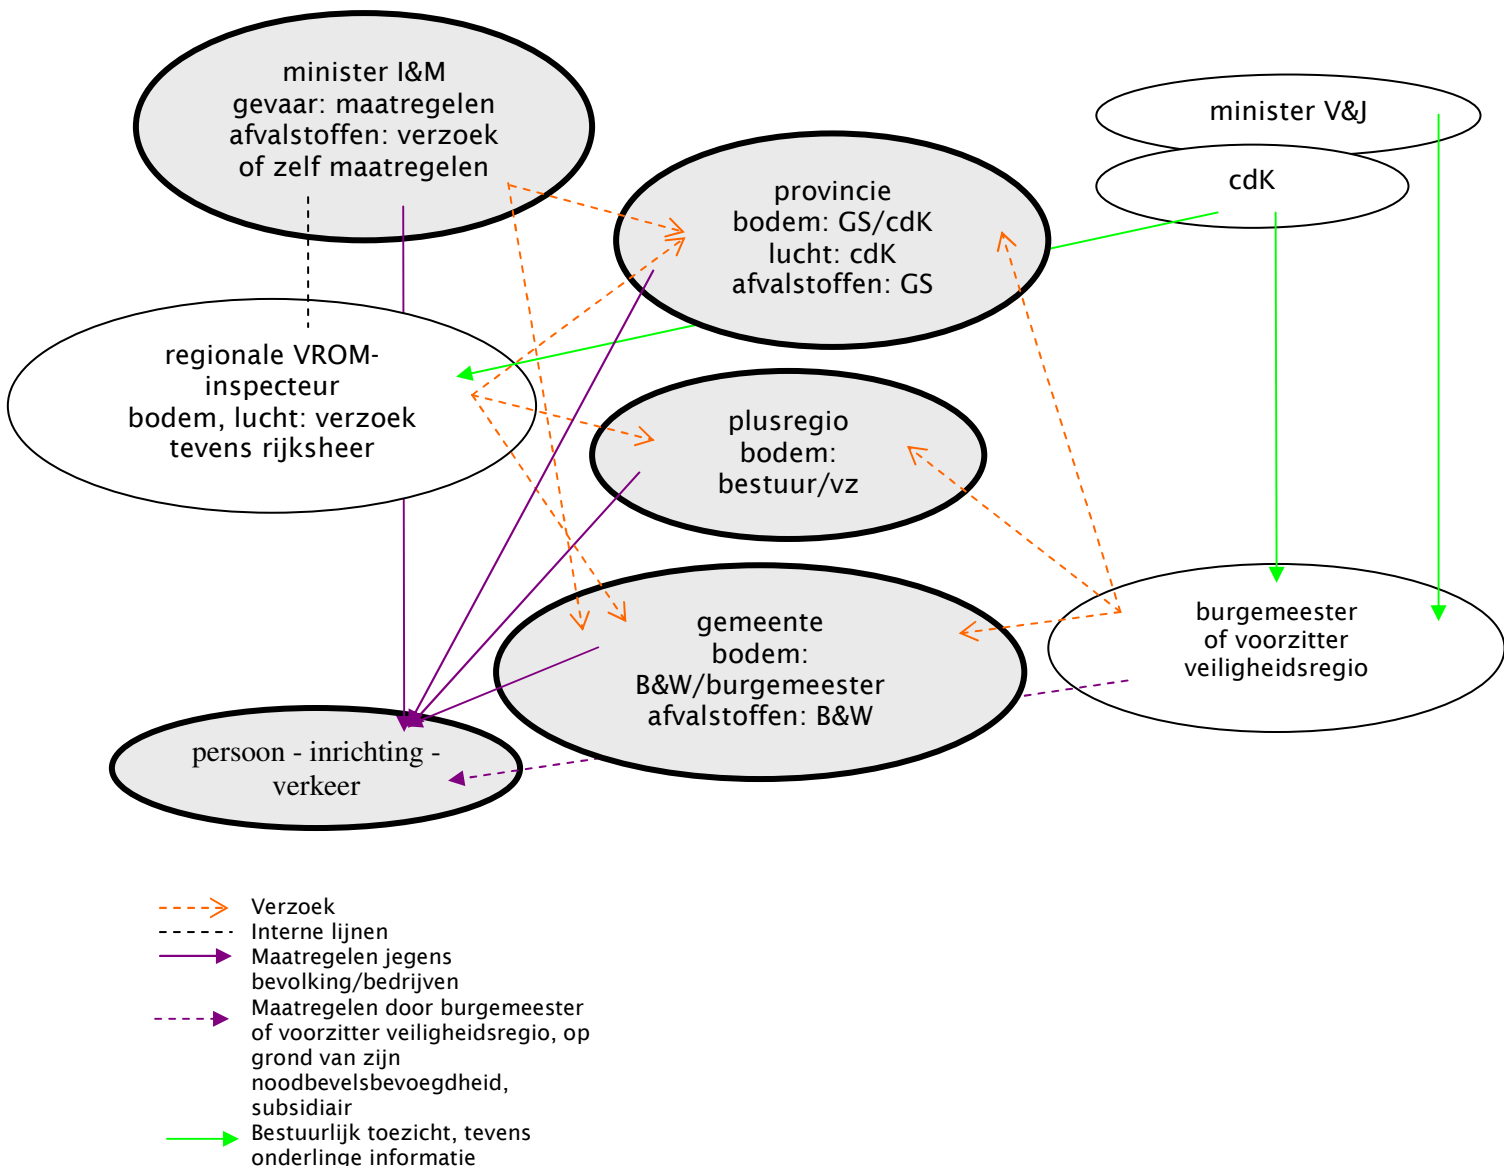 minister I&M
gevaar: maatregelen
afvalstoffen: verzoek
of zelf maatregelen
minister V&J
cdK
provincie
bodem: GS/cdK
lucht: cdK
afvalstoffen: GS
regionale VROM-
inspecteur
bodem, lucht: verzoek
tevens rijksheer
plusregio
bodem:
bestuur/vz
gemeente
bodem:
B&W/burgemeester
afvalstoffen: B&W
burgemeester
of voorzitter
veiligheidsregio
persoon - inrichting -
verkeer
Verzoek
Interne lijnen
Maatregelen jegens
bevolking/bedrijven
Maatregelen door burgemeester
of voorzitter veiligheidsregio, op
grond van zijn
noodbevelsbevoegdheid,
subsidiair
Bestuurlijk toezicht, tevens
onderlinge informatie